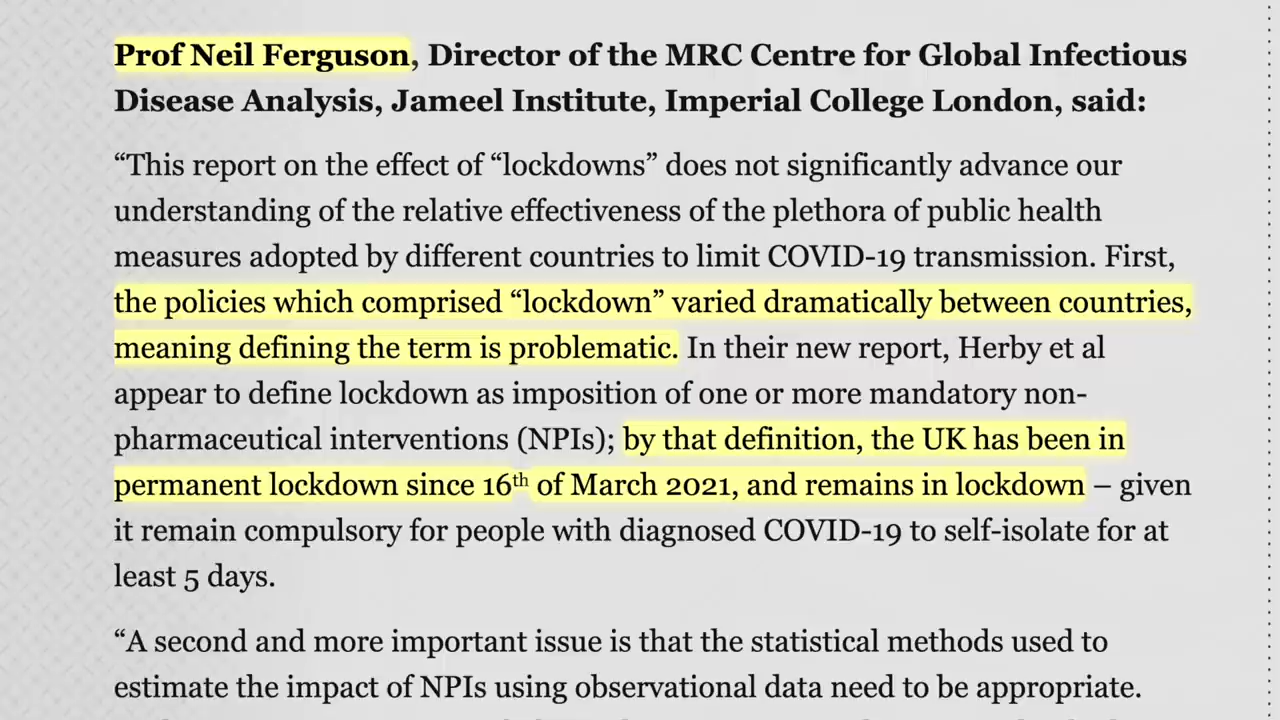 Prof Neil Ferguson, Director of the MRC Centre for Global Infectious
Disease Analysis, Jameel Institute, Imperial College London, said:
“This report on the effect of “lockdowns” does not significantly advance our
understanding of the relative effectiveness of the plethora of public health
measures adopted by different countries to limit COVID-19 transmission. First,
the policies which comprised “lockdown” varied dramatically between countries,
meaning defining the term is problematic. In their new report, Herby et al
appear to define lockdown as imposition of one or more mandatory non-
pharmaceutical interventions (NPIs); by that definition, the UK has been in
permanent lockdown since 16th of March 2021, and remains in lockdown – given
it remain compulsory for people with diagnosed COVID-19 to self-isolate for at
least 5 days.
“A second and more important issue is that the statistical methods used to
estimate the impact of NPIs using observational data need to be appropriate.